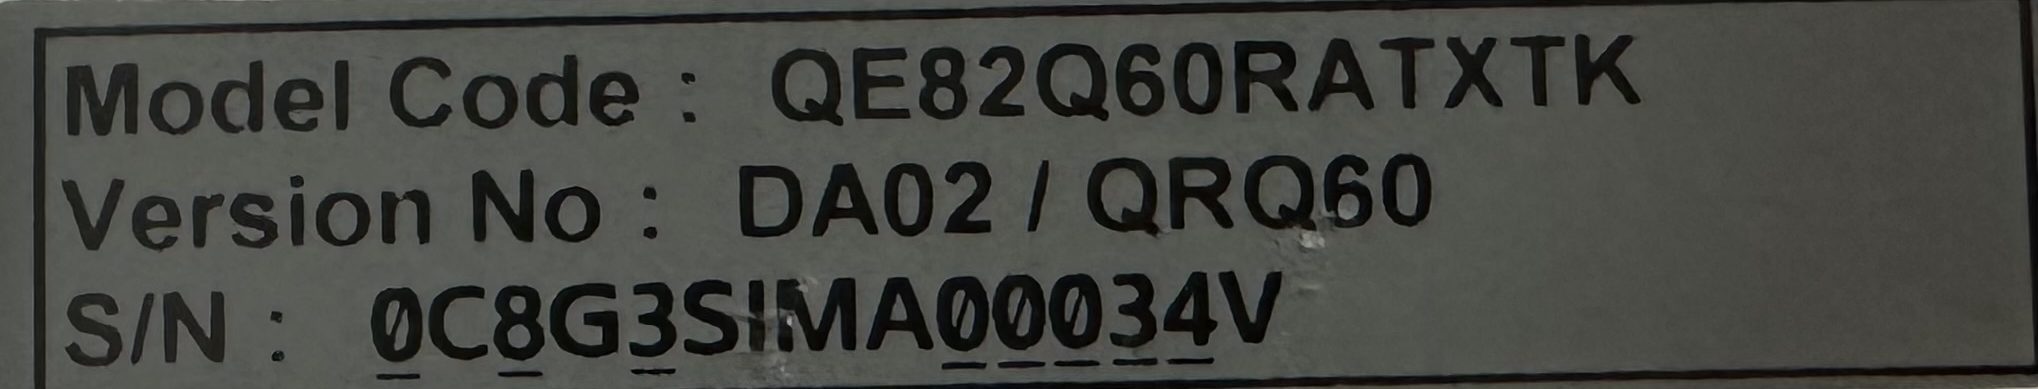 Model Code : QE82Q60RATXTK
Version No : DA02 / QRQ60
S/N : 0C8G3SIMA00034V